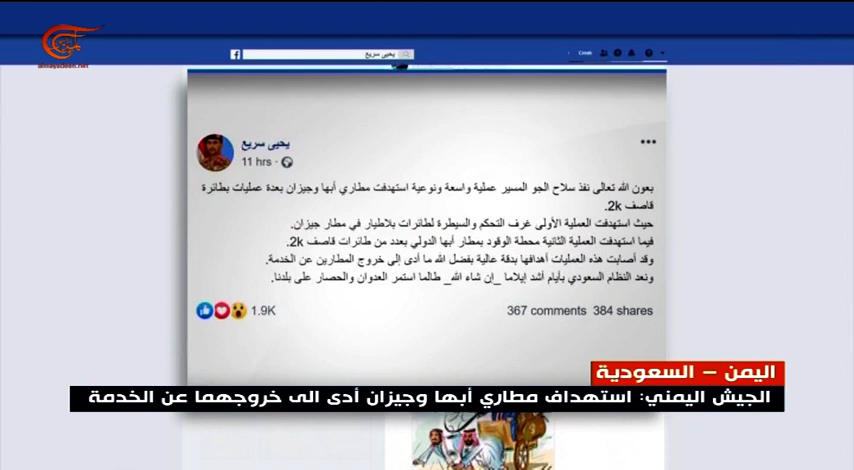 الميادين
almayadeen.net
يحيى سريع
يحيى سريع
11 hrs ·
بعون الله تعالى نفذ سلاح الجو المسير عملية واسعة ونوعية استهدفت مطاري أبها وجيزان بعدة عمليات بطائرة
قاصف 2k.
حيث استهدفت العملية الأولى غرف التحكم والسيطرة لطائرات بلاطيار في مطار جيزان.
فيما استهدفت العملية الثانية محطة الوقود بمطار أبها الدولي بعدد من طائرات قاصف 2k.
وقد أصابت هذه العمليات أهدافها بدقة عالية بفضل الله ما أدى إلى خروج المطارين عن الخدمة.
ونعد النظام السعودي بأيام أشد إيلاما _إن شاء الله_ طالما استمر العدوان والحصار على بلدنا.
1.9K 367 comments 384 shares
اليمن – السعودية
الجيش اليمني: استهداف مطاري أبها وجيزان أدى الى خروجهما عن الخدمة